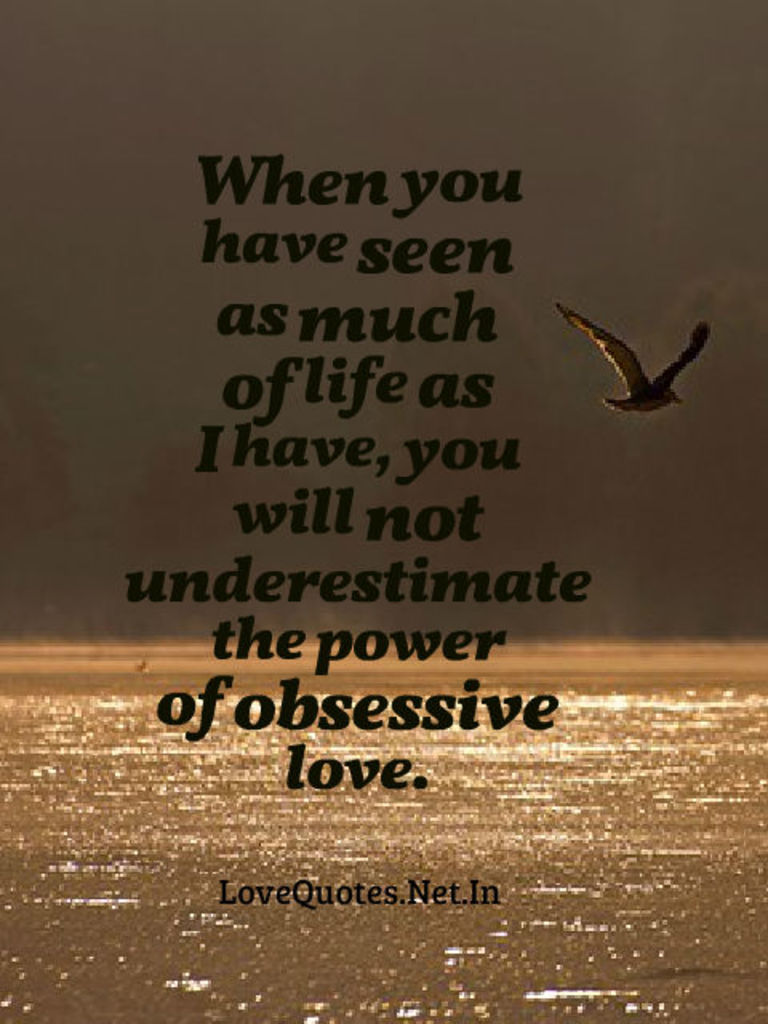 When you
have seen
as much
of life as
I have, you
will not
underestimate
the power
of obsessive
love.
LoveQuotes.Net.In